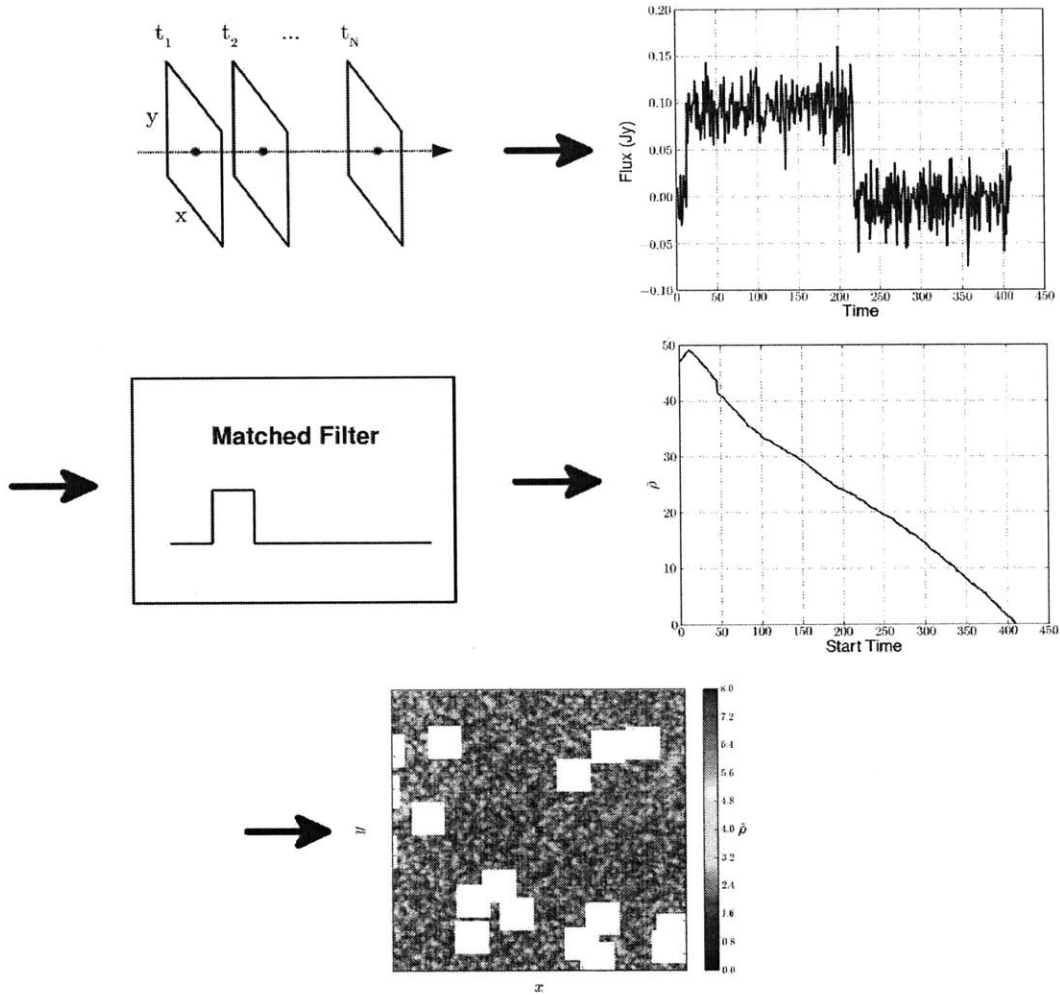 t₁ t₂ ... t_N
y
x
0.20
0.15
0.10
0.05
0.00
−0.05
−0.10
0 50 100 150 200 250 300 350 400 450
Flux (Jy)
Time
Matched Filter
50
40
30
20
10
0
0 50 100 150 200 250 300 350 400 450
ρ̃
Start Time
y
x
8.0
7.2
6.4
5.6
4.8
4.0
3.2
2.4
1.6
0.8
0.0
ρ̃